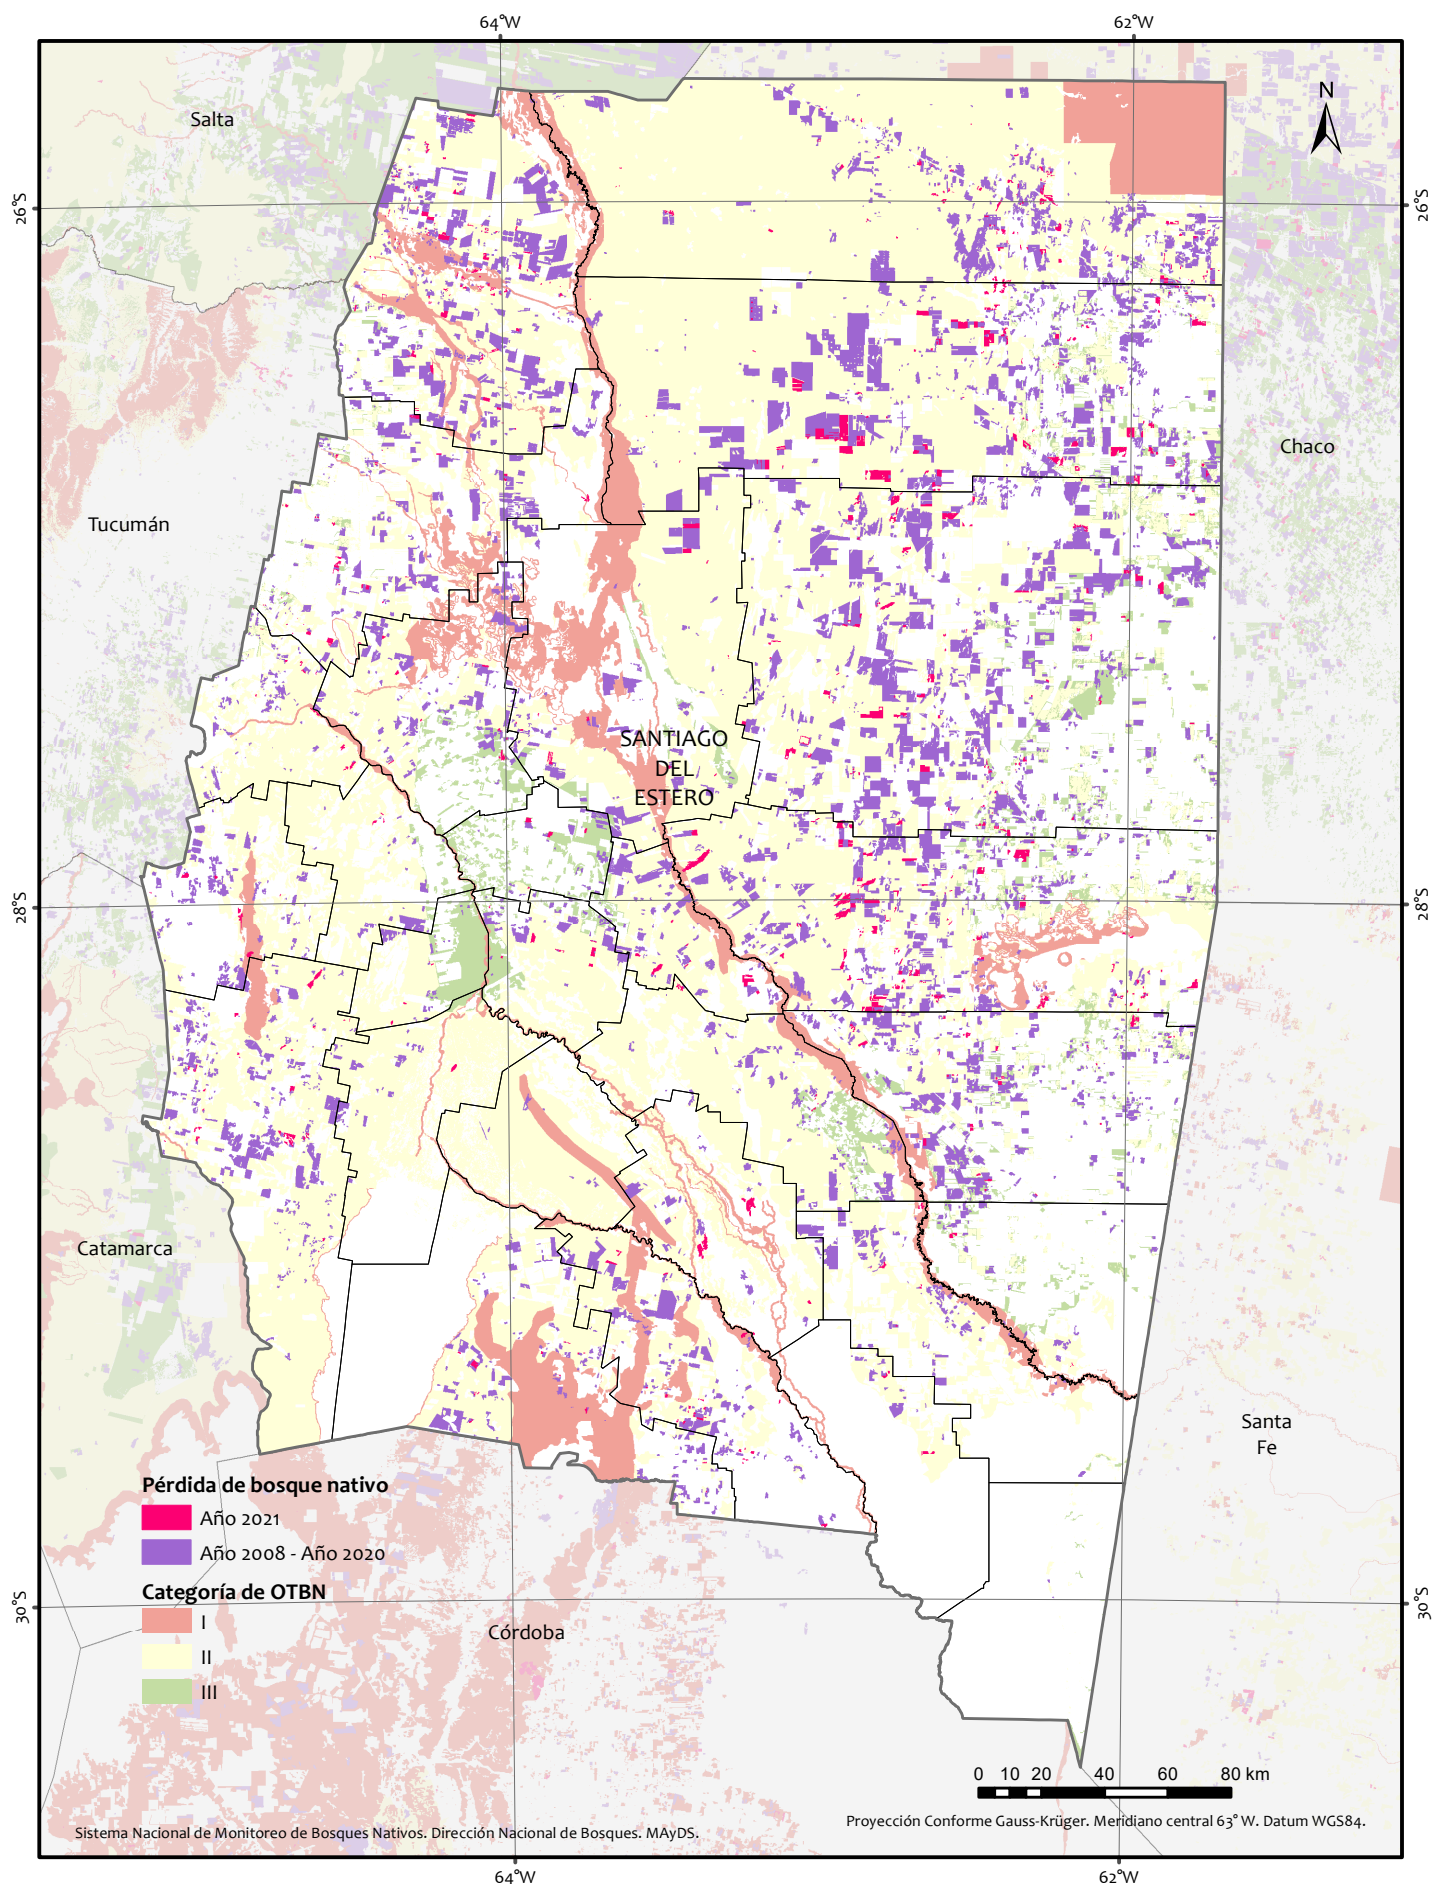 64°W
62°W
N
Salta
26°S
26°S
Chaco
Tucumán
SANTIAGO
DEL
ESTERO
28°S
28°S
Catamarca
Santa
Fe
Pérdida de bosque nativo
Año 2021
Año 2008 - Año 2020
Categoría de OTBN
I
II
III
30°S
30°S
Córdoba
0 10 20 40 60 80 km
Proyección Conforme Gauss-Krüger. Meridiano central 63° W. Datum WGS84.
Sistema Nacional de Monitoreo de Bosques Nativos. Dirección Nacional de Bosques. MAyDS.
64°W
62°W